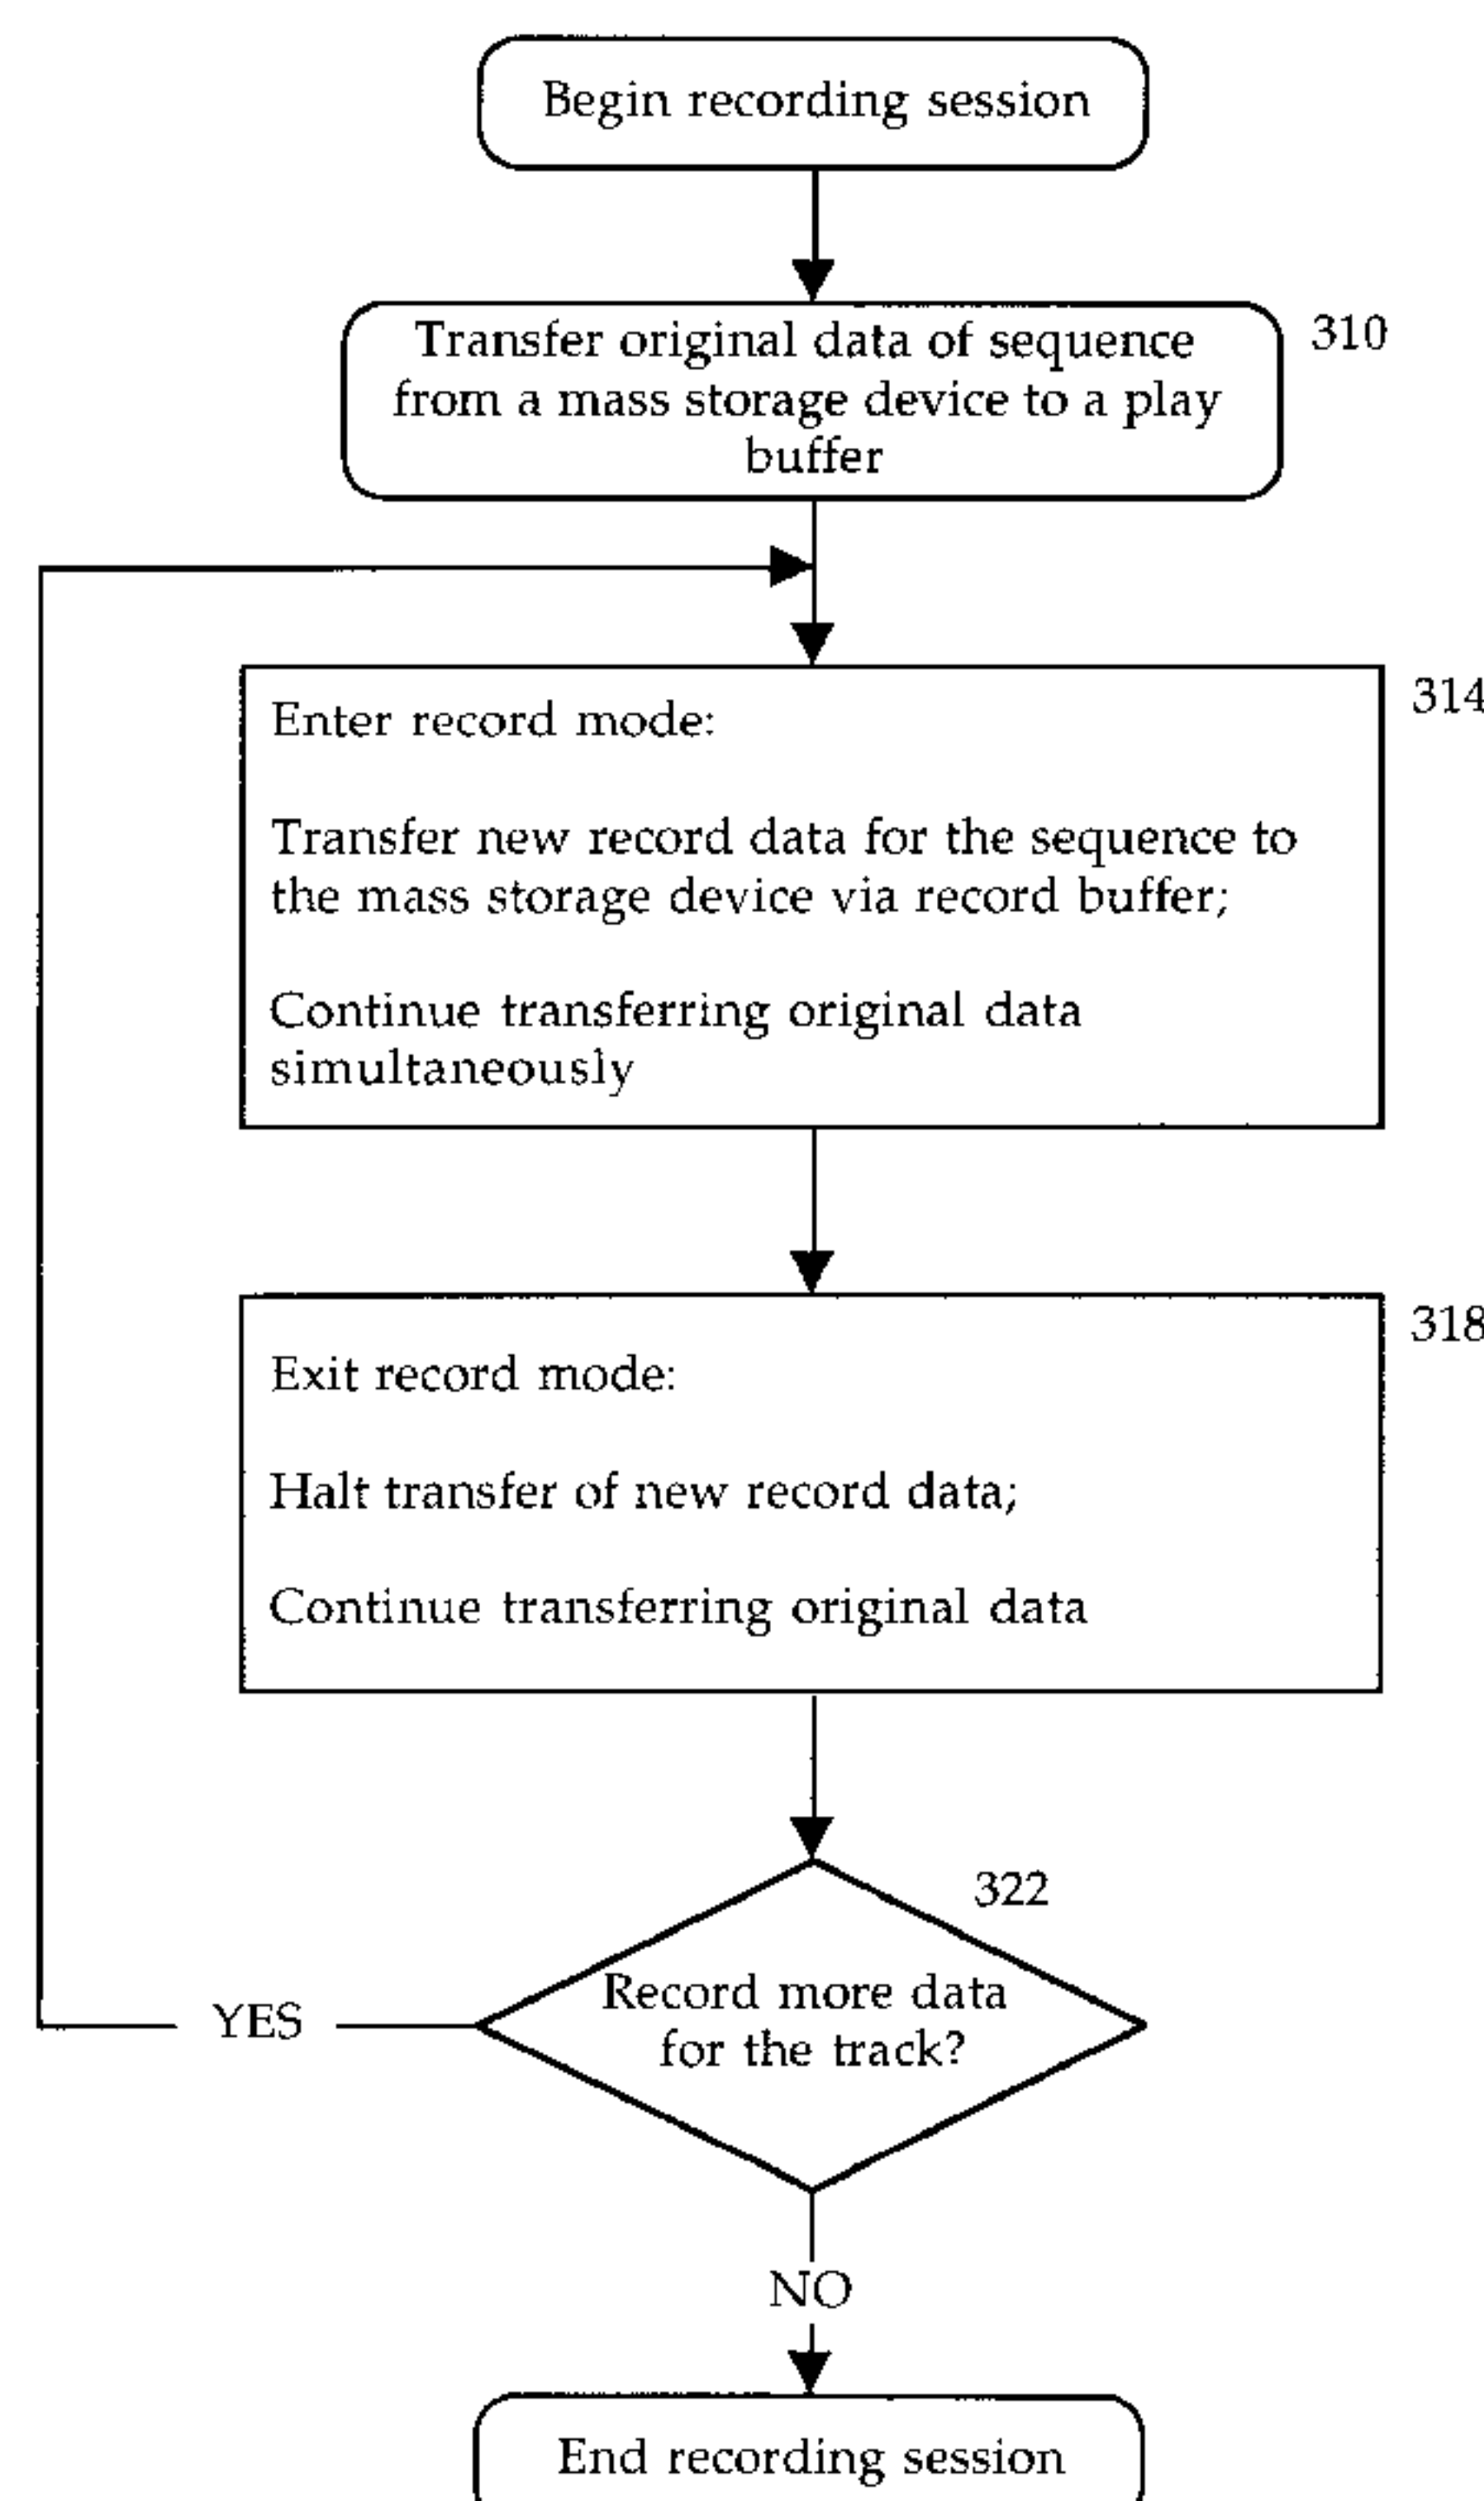 Begin recording session
Transfer original data of sequence
from a mass storage device to a play
buffer
310
Enter record mode:
314
Transfer new record data for the sequence to
the mass storage device via record buffer;
Continue transferring original data
simultaneously
318
Exit record mode:
Halt transfer of new record data;
Continue transferring original data
322
Record more data
for the track?
YES
NO
End recording session